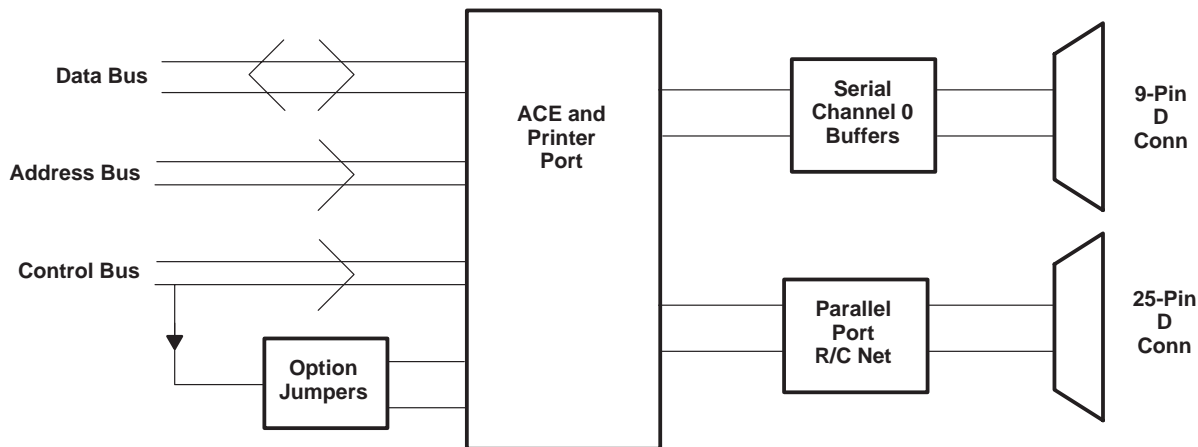 Data Bus
Address Bus
Control Bus
Option
Jumpers
ACE and
Printer
Port
Serial
Channel 0
Buffers
9-Pin
D
Conn
Parallel
Port
R/C Net
25-Pin
D
Conn